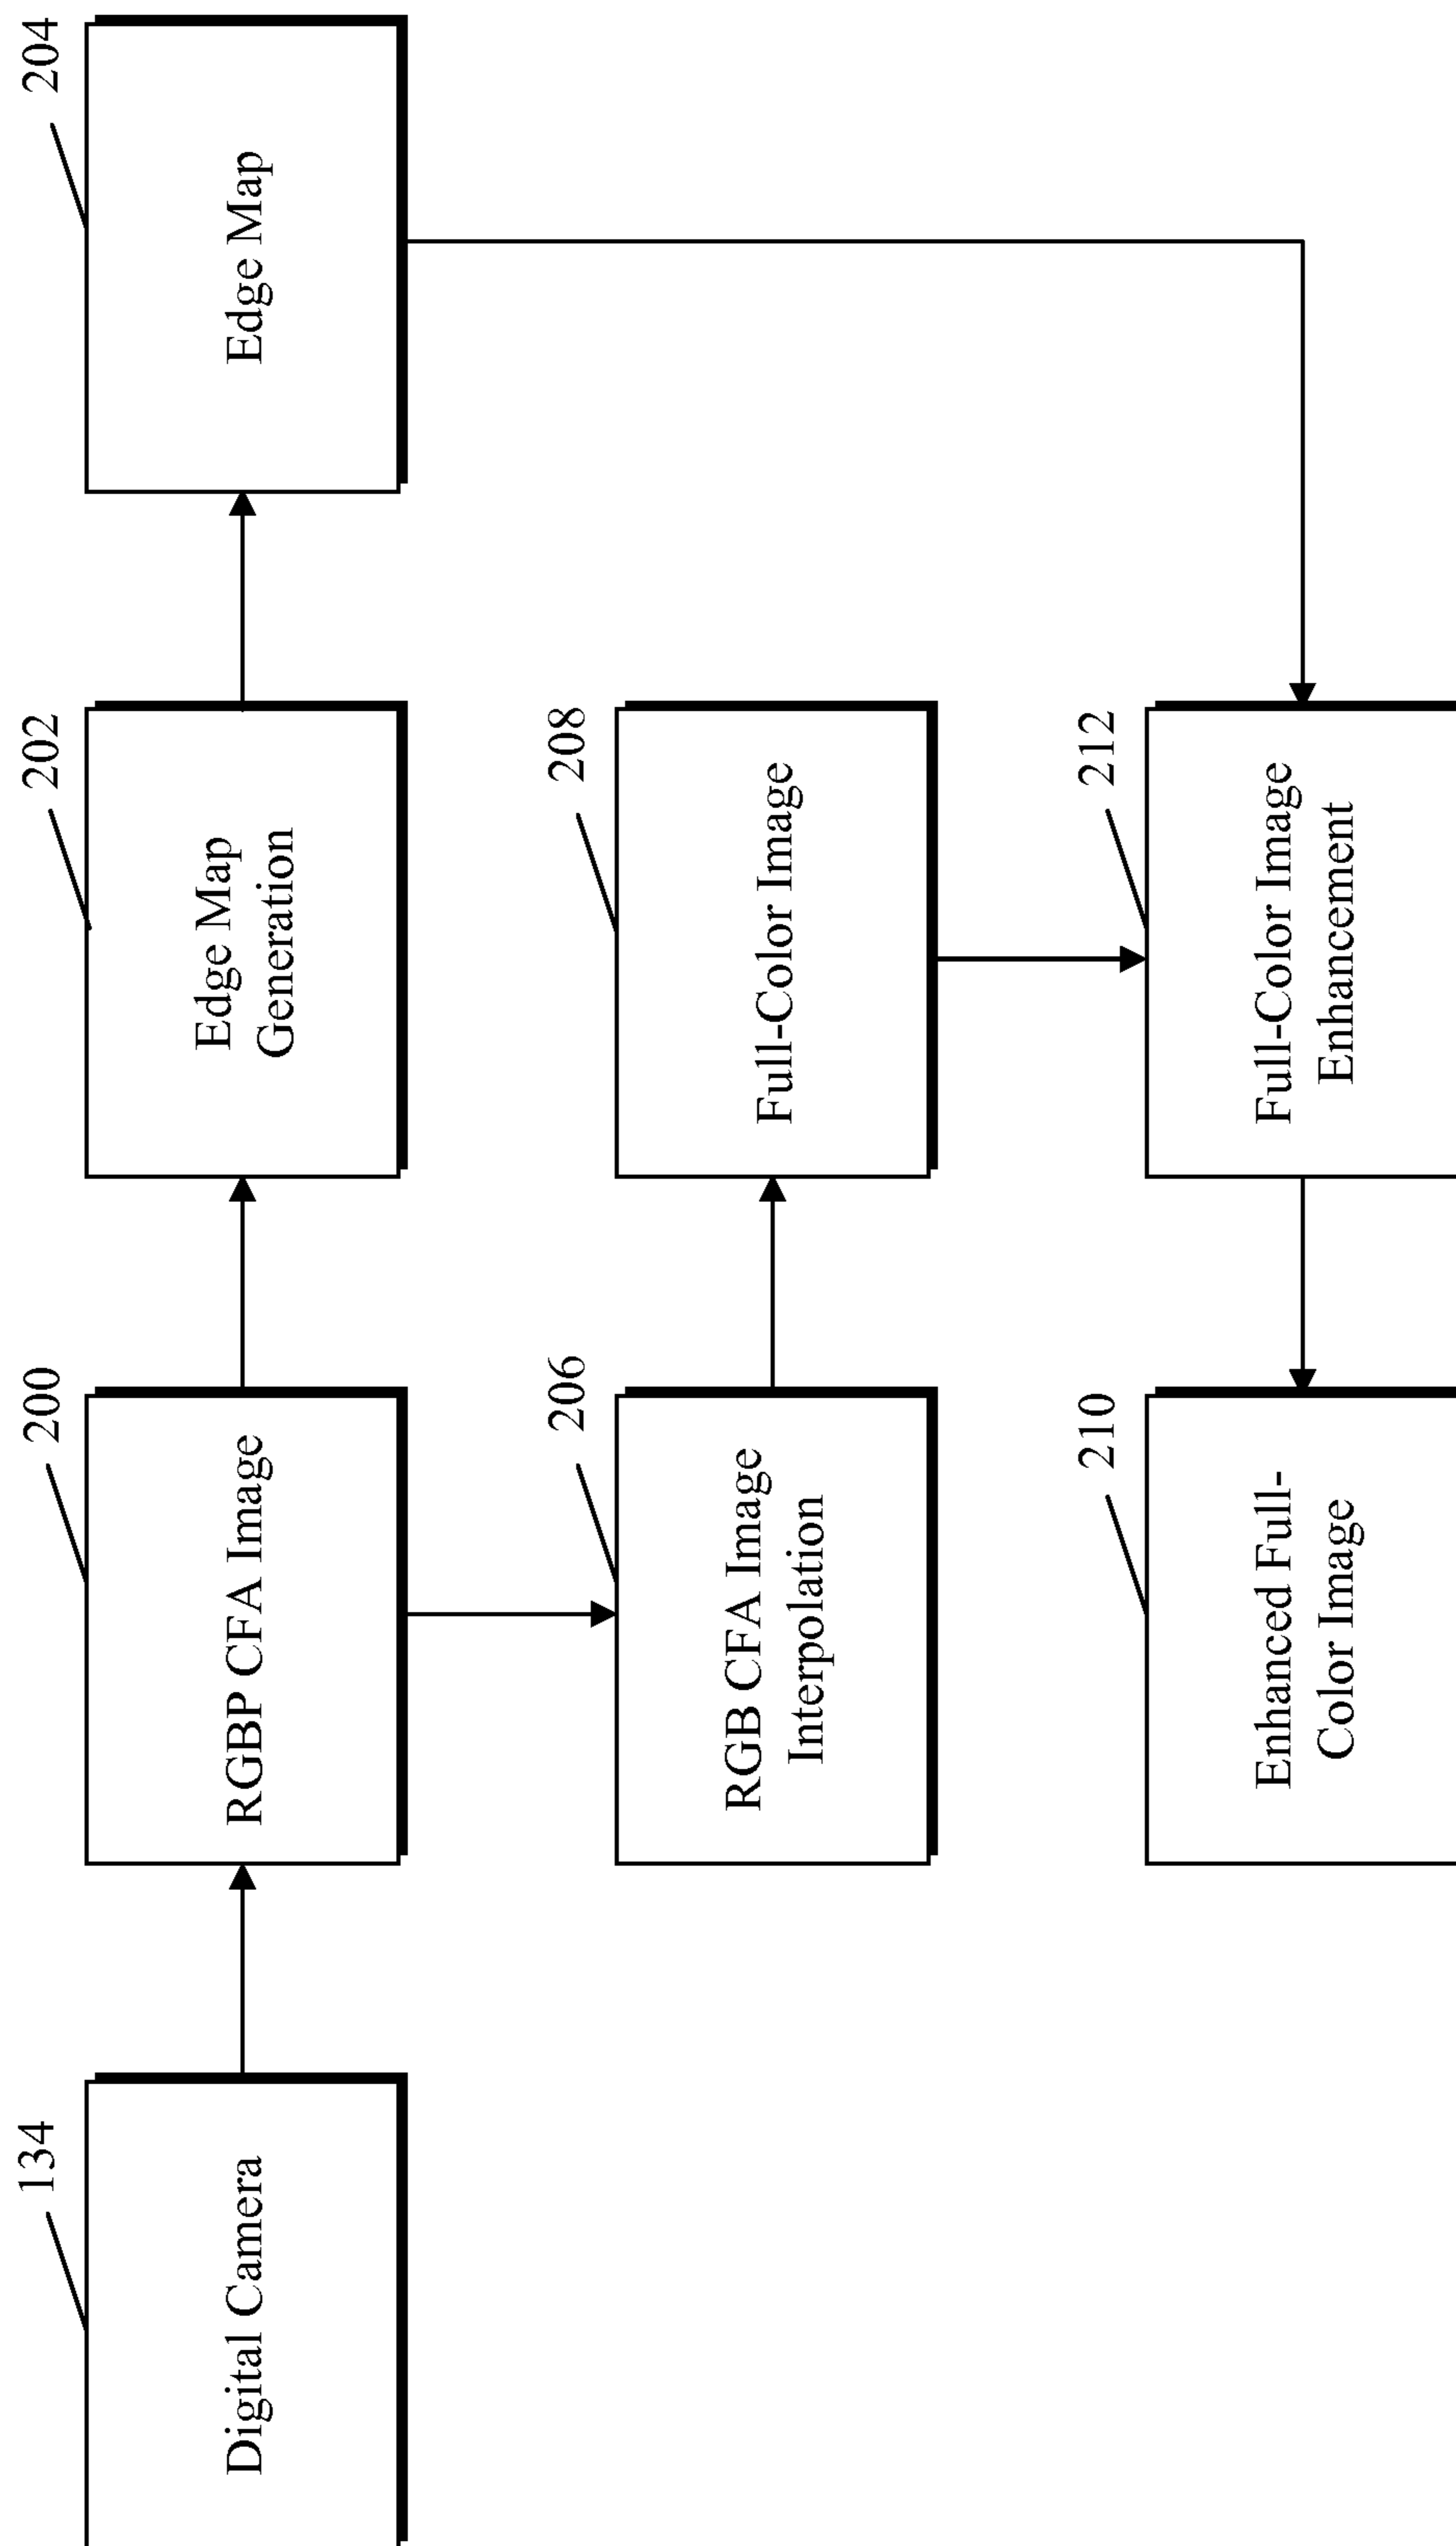 134
Digital Camera
200
RGBP CFA Image
202
Edge Map
Generation
204
Edge Map
206
RGB CFA Image
Interpolation
208
Full-Color Image
210
Enhanced Full-
Color Image
212
Full-Color Image
Enhancement